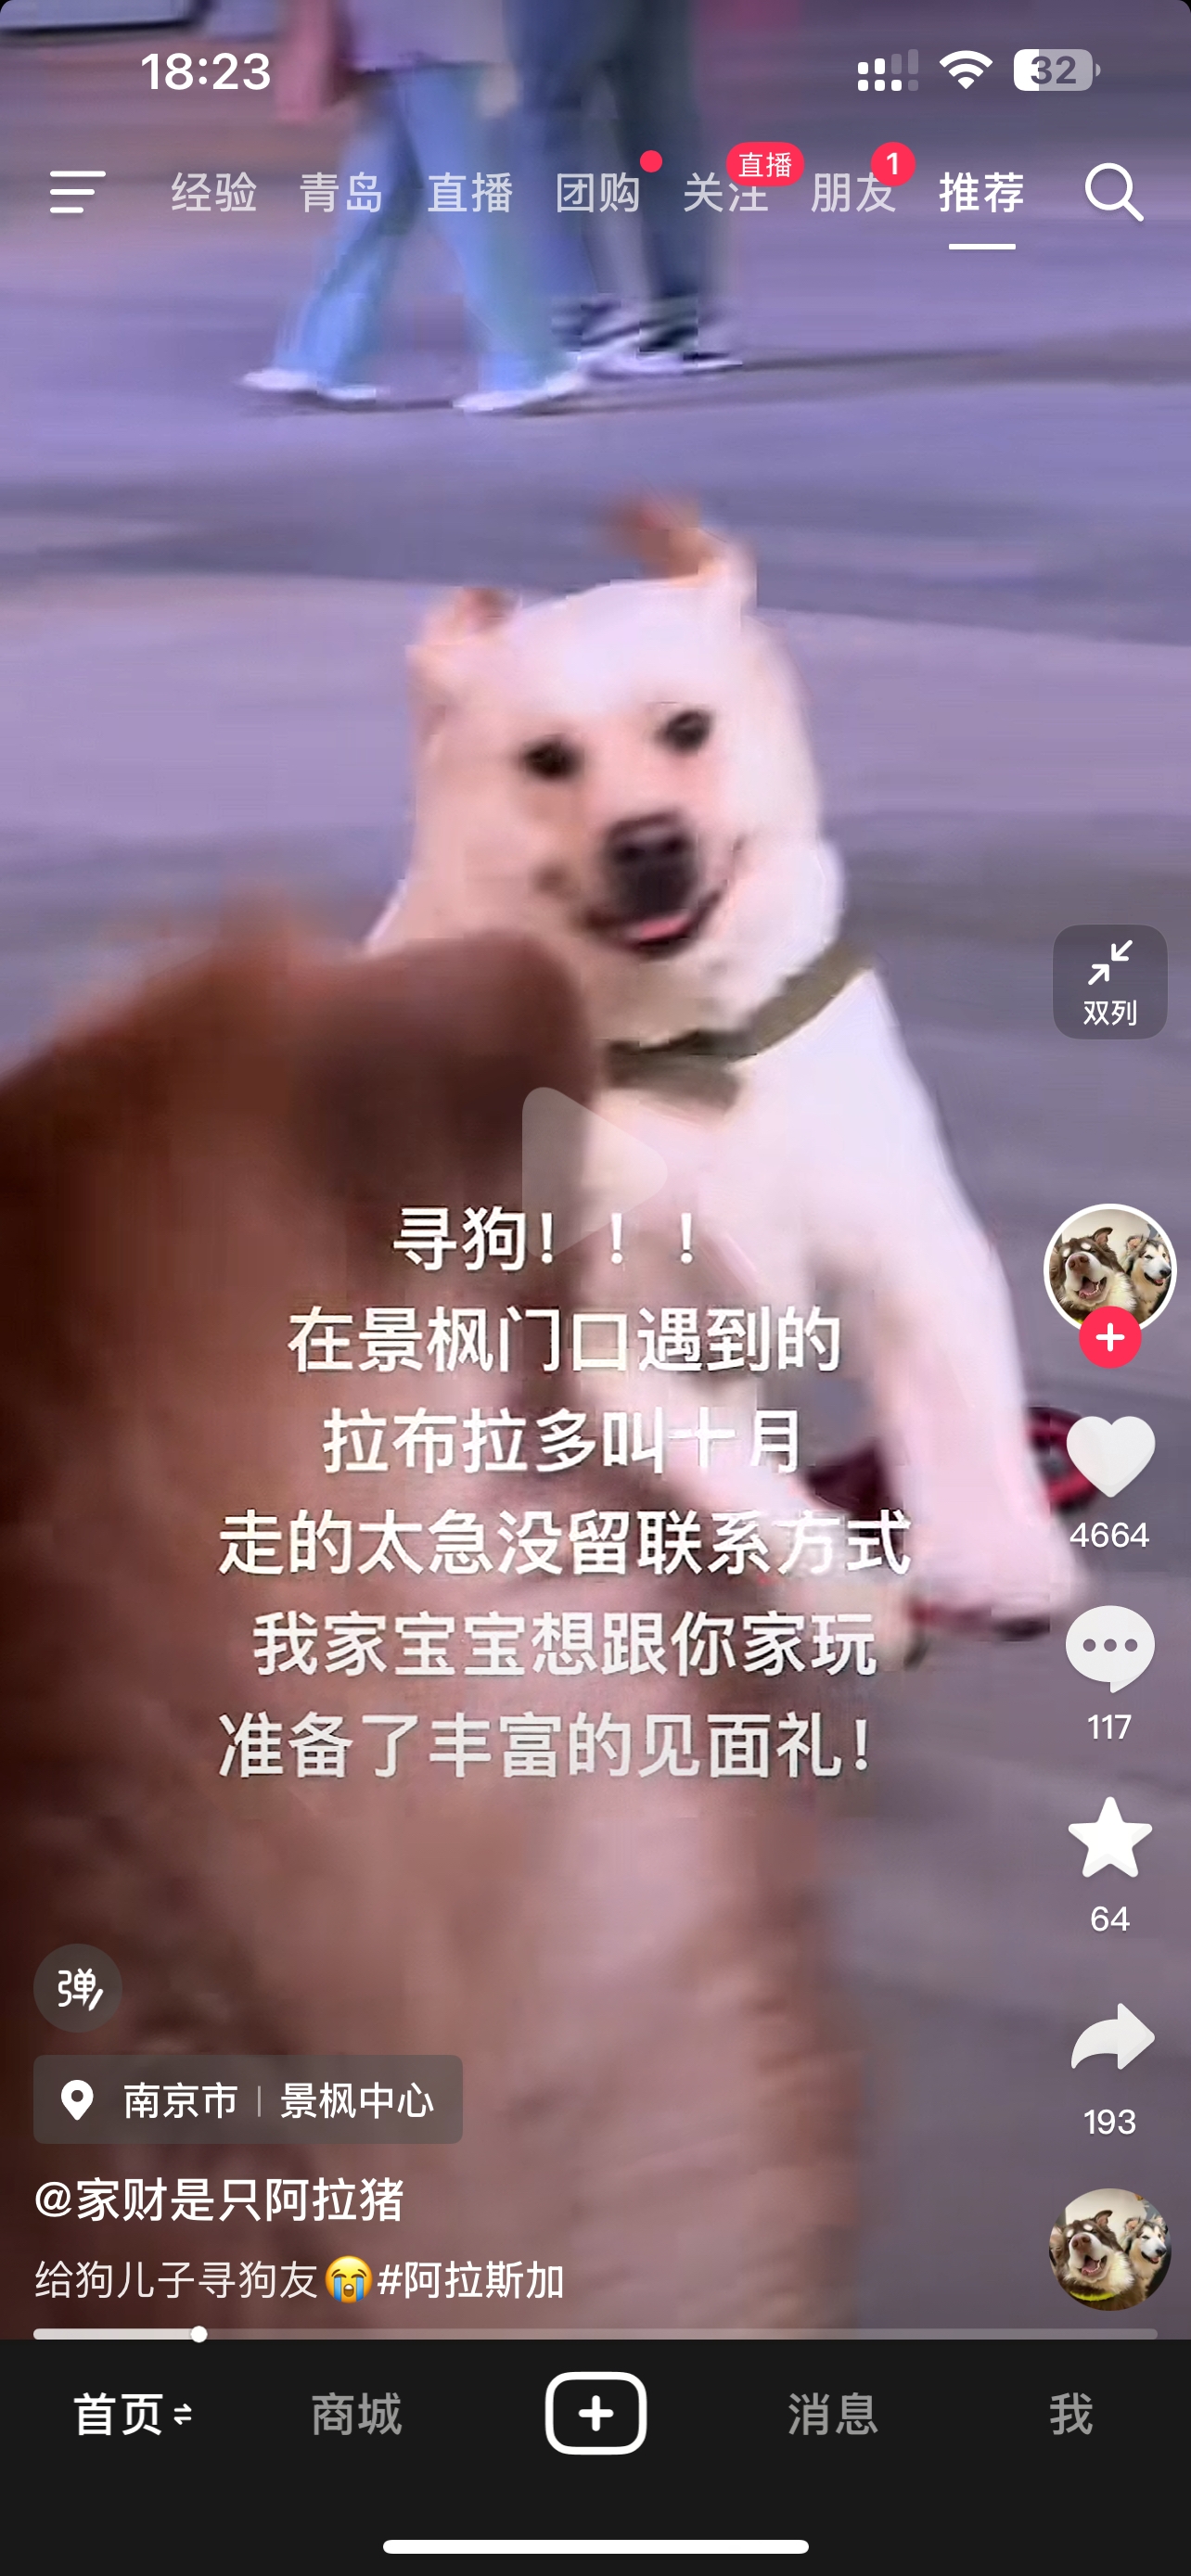 18:23
32
经验 青岛 直播 团购 关注 朋友 推荐
直播
1
双列
寻狗！！！
在景枫门口遇到的
拉布拉多叫十月
走的太急没留联系方式
我家宝宝想跟你家玩
准备了丰富的见面礼！
4664
117
64
193
弹
南京市 | 景枫中心
@家财是只阿拉猪
给狗儿子寻狗友😭#阿拉斯加
首页 商城 消息 我